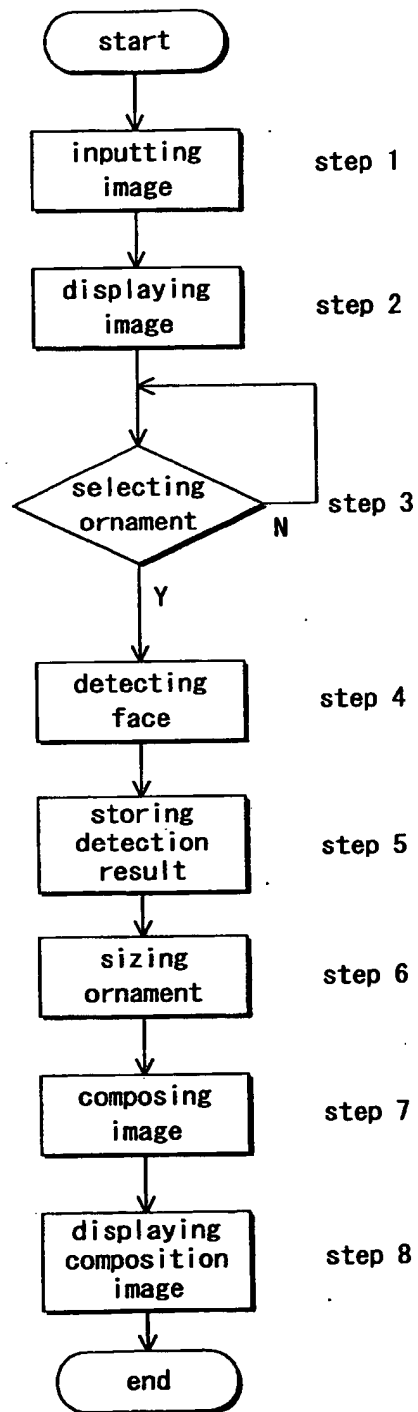 start
inputting
image
step 1
displaying
image
step 2
selecting
ornament
step 3
N
Y
detecting
face
step 4
storing
detection
result
step 5
sizing
ornament
step 6
composing
image
step 7
displaying
composition
image
step 8
end